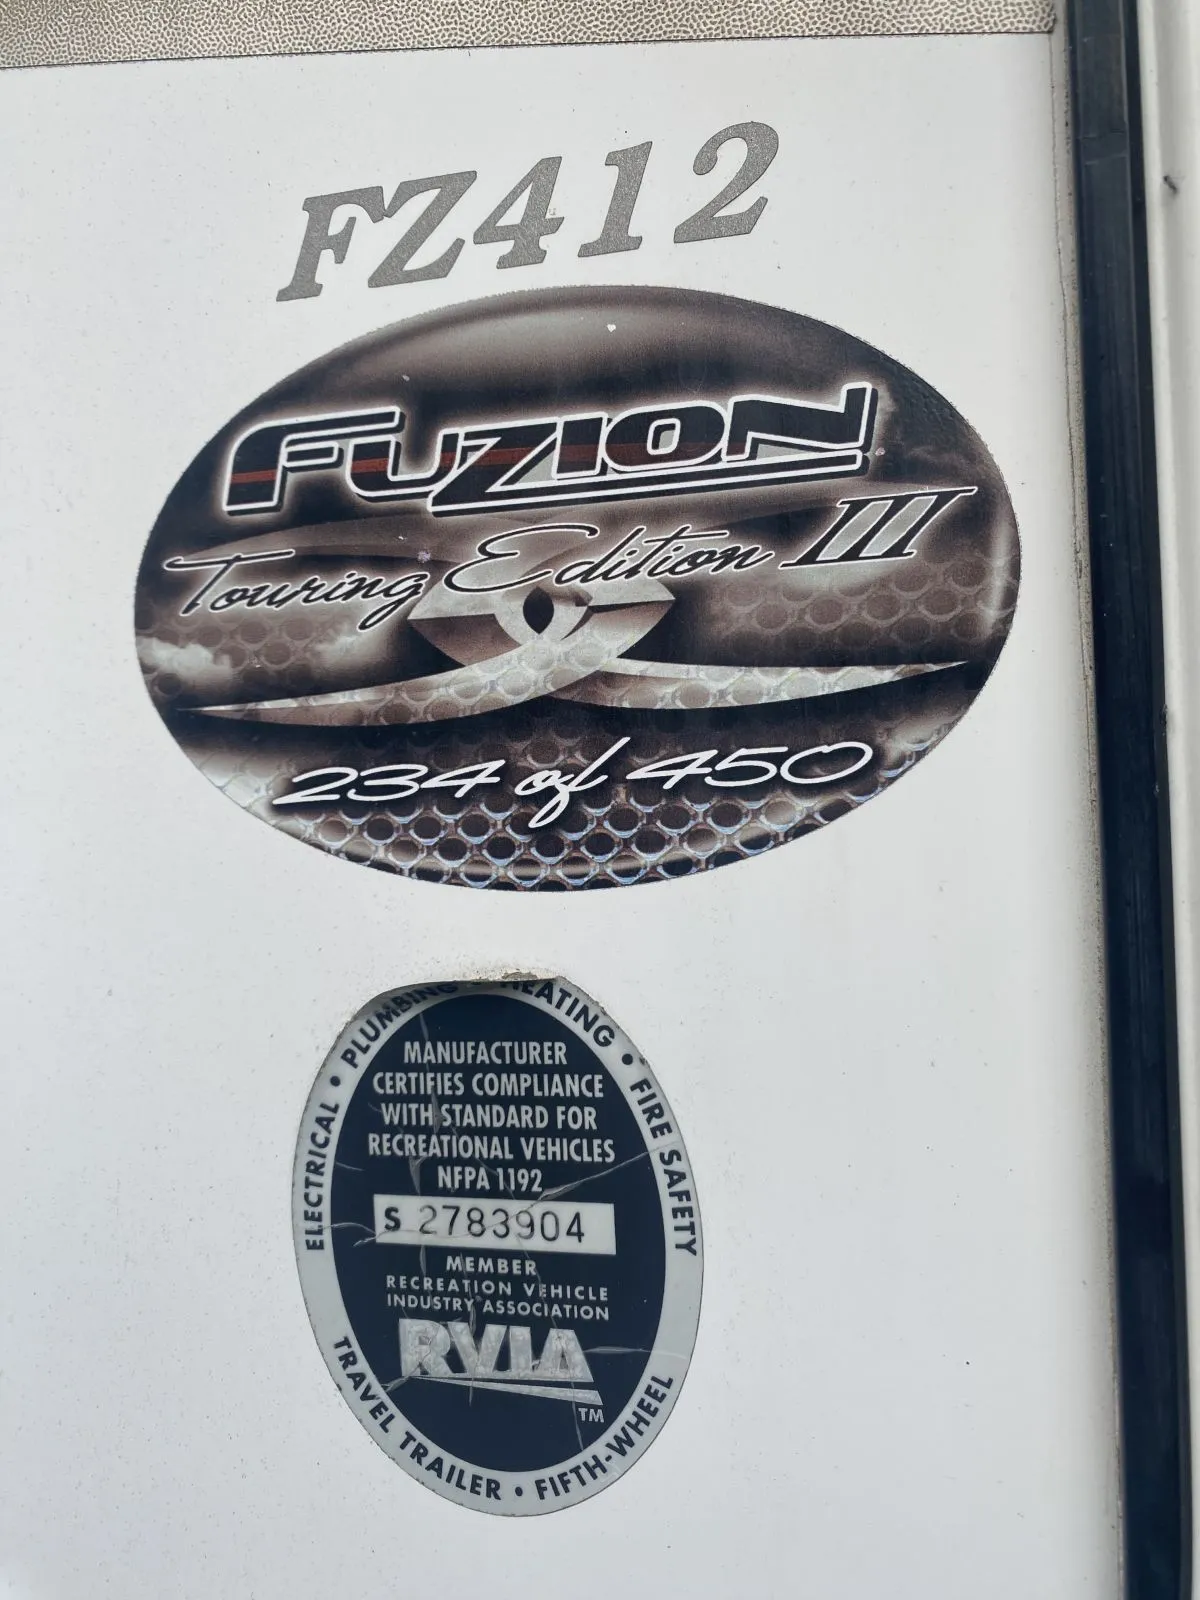 FZ412
FUZION
Touring Edition III
234 of 450
ELECTRICAL • PLUMBING • HEATING • FIRE SAFETY
MANUFACTURER
CERTIFIES COMPLIANCE
WITH STANDARD FOR
RECREATIONAL VEHICLES
NFPA 1192
S 2783904
MEMBER
RECREATION VEHICLE
INDUSTRY ASSOCIATION
RVIA
TM
TRAVEL TRAILER • FIFTH-WHEEL